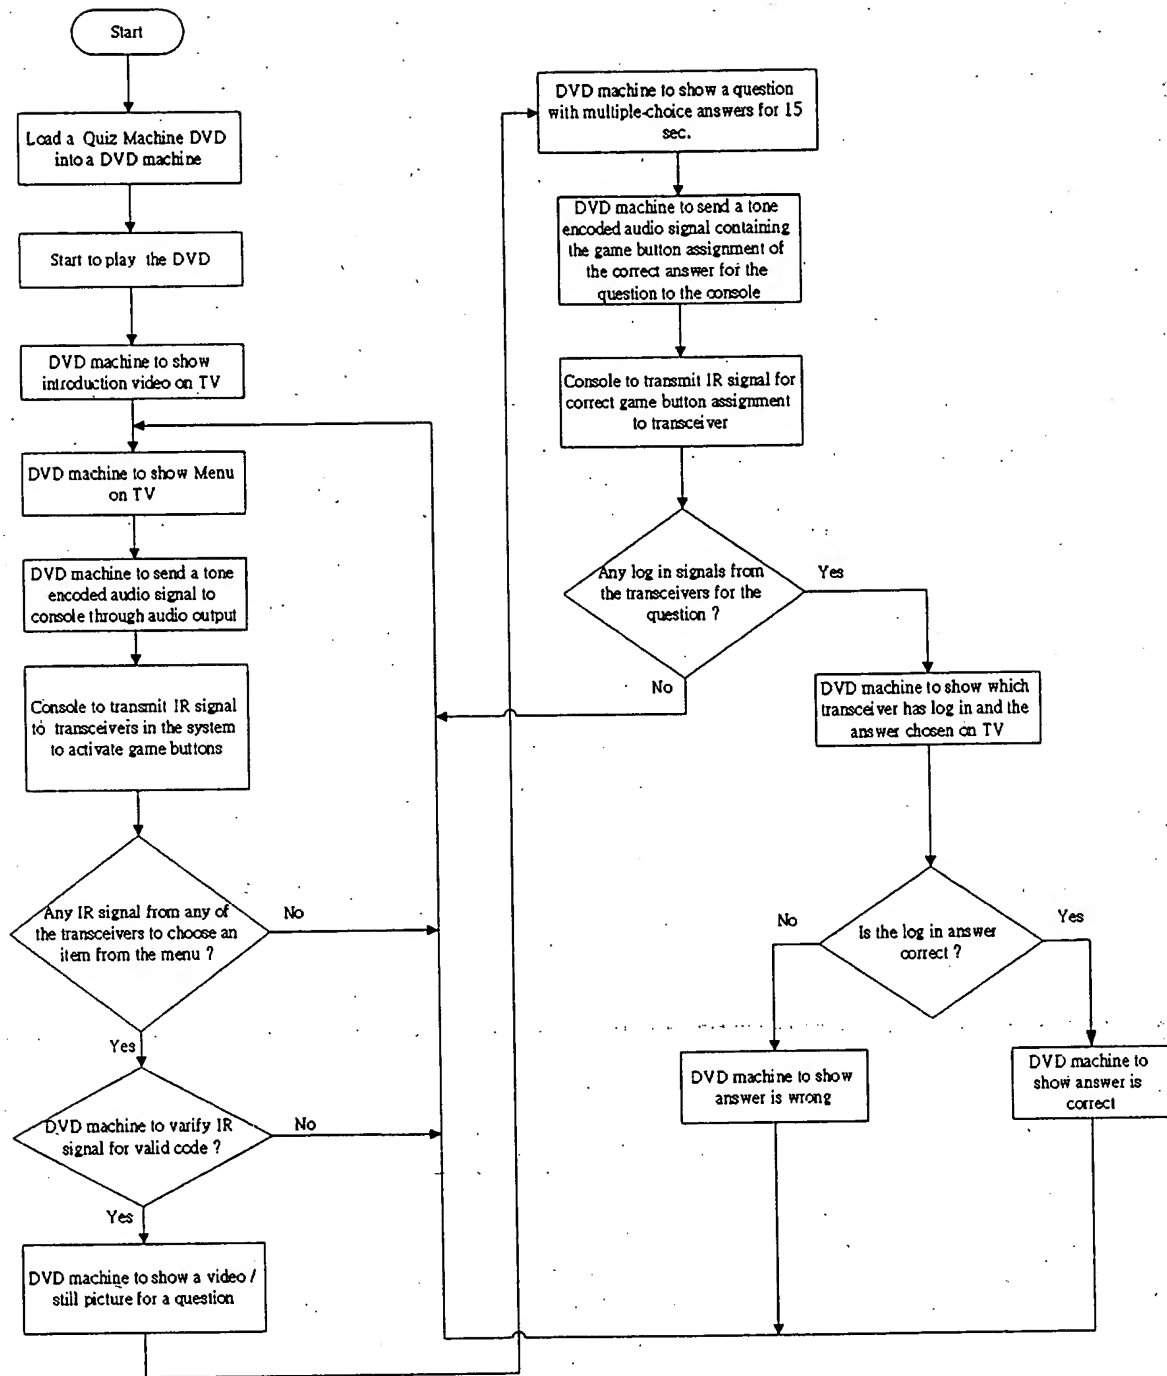 Start
Load a Quiz Machine DVD
into a DVD machine
Start to play the DVD
DVD machine to show
introduction video on TV
DVD machine to show Menu
on TV
DVD machine to send a tone
encoded audio signal to
console through audio output
Console to transmit IR signal
to transceivers in the system
to activate game buttons
Any IR signal from any of
the transceivers to choose an
item from the menu ?
No
Yes
DVD machine to varify IR
signal for valid code ?
No
Yes
DVD machine to show a video /
still picture for a question
DVD machine to show a question
with multiple-choice answers for 15
sec.
DVD machine to send a tone
encoded audio signal containing
the game button assignment of
the correct answer for the
question to the console
Console to transmit IR signal for
correct game button assignment
to transceiver
Any log in signals from
the transceivers for the
question ?
Yes
No
DVD machine to show which
transceiver has log in and the
answer chosen on TV
Is the log in answer
correct ?
No
Yes
DVD machine to show
answer is wrong
DVD machine to
show answer is
correct